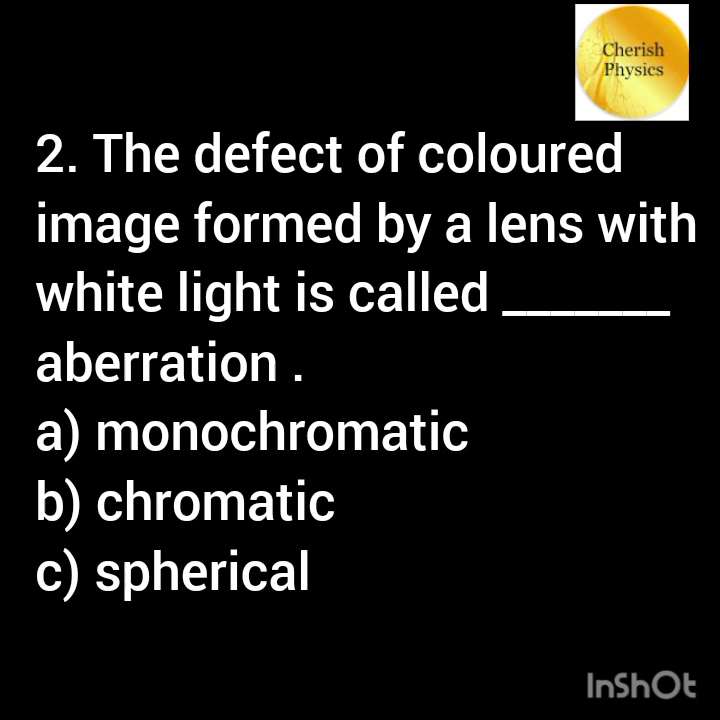 Cherish
Physics
2. The defect of coloured
image formed by a lens with
white light is called _______
aberration .
a) monochromatic
b) chromatic
c) spherical
InShOt